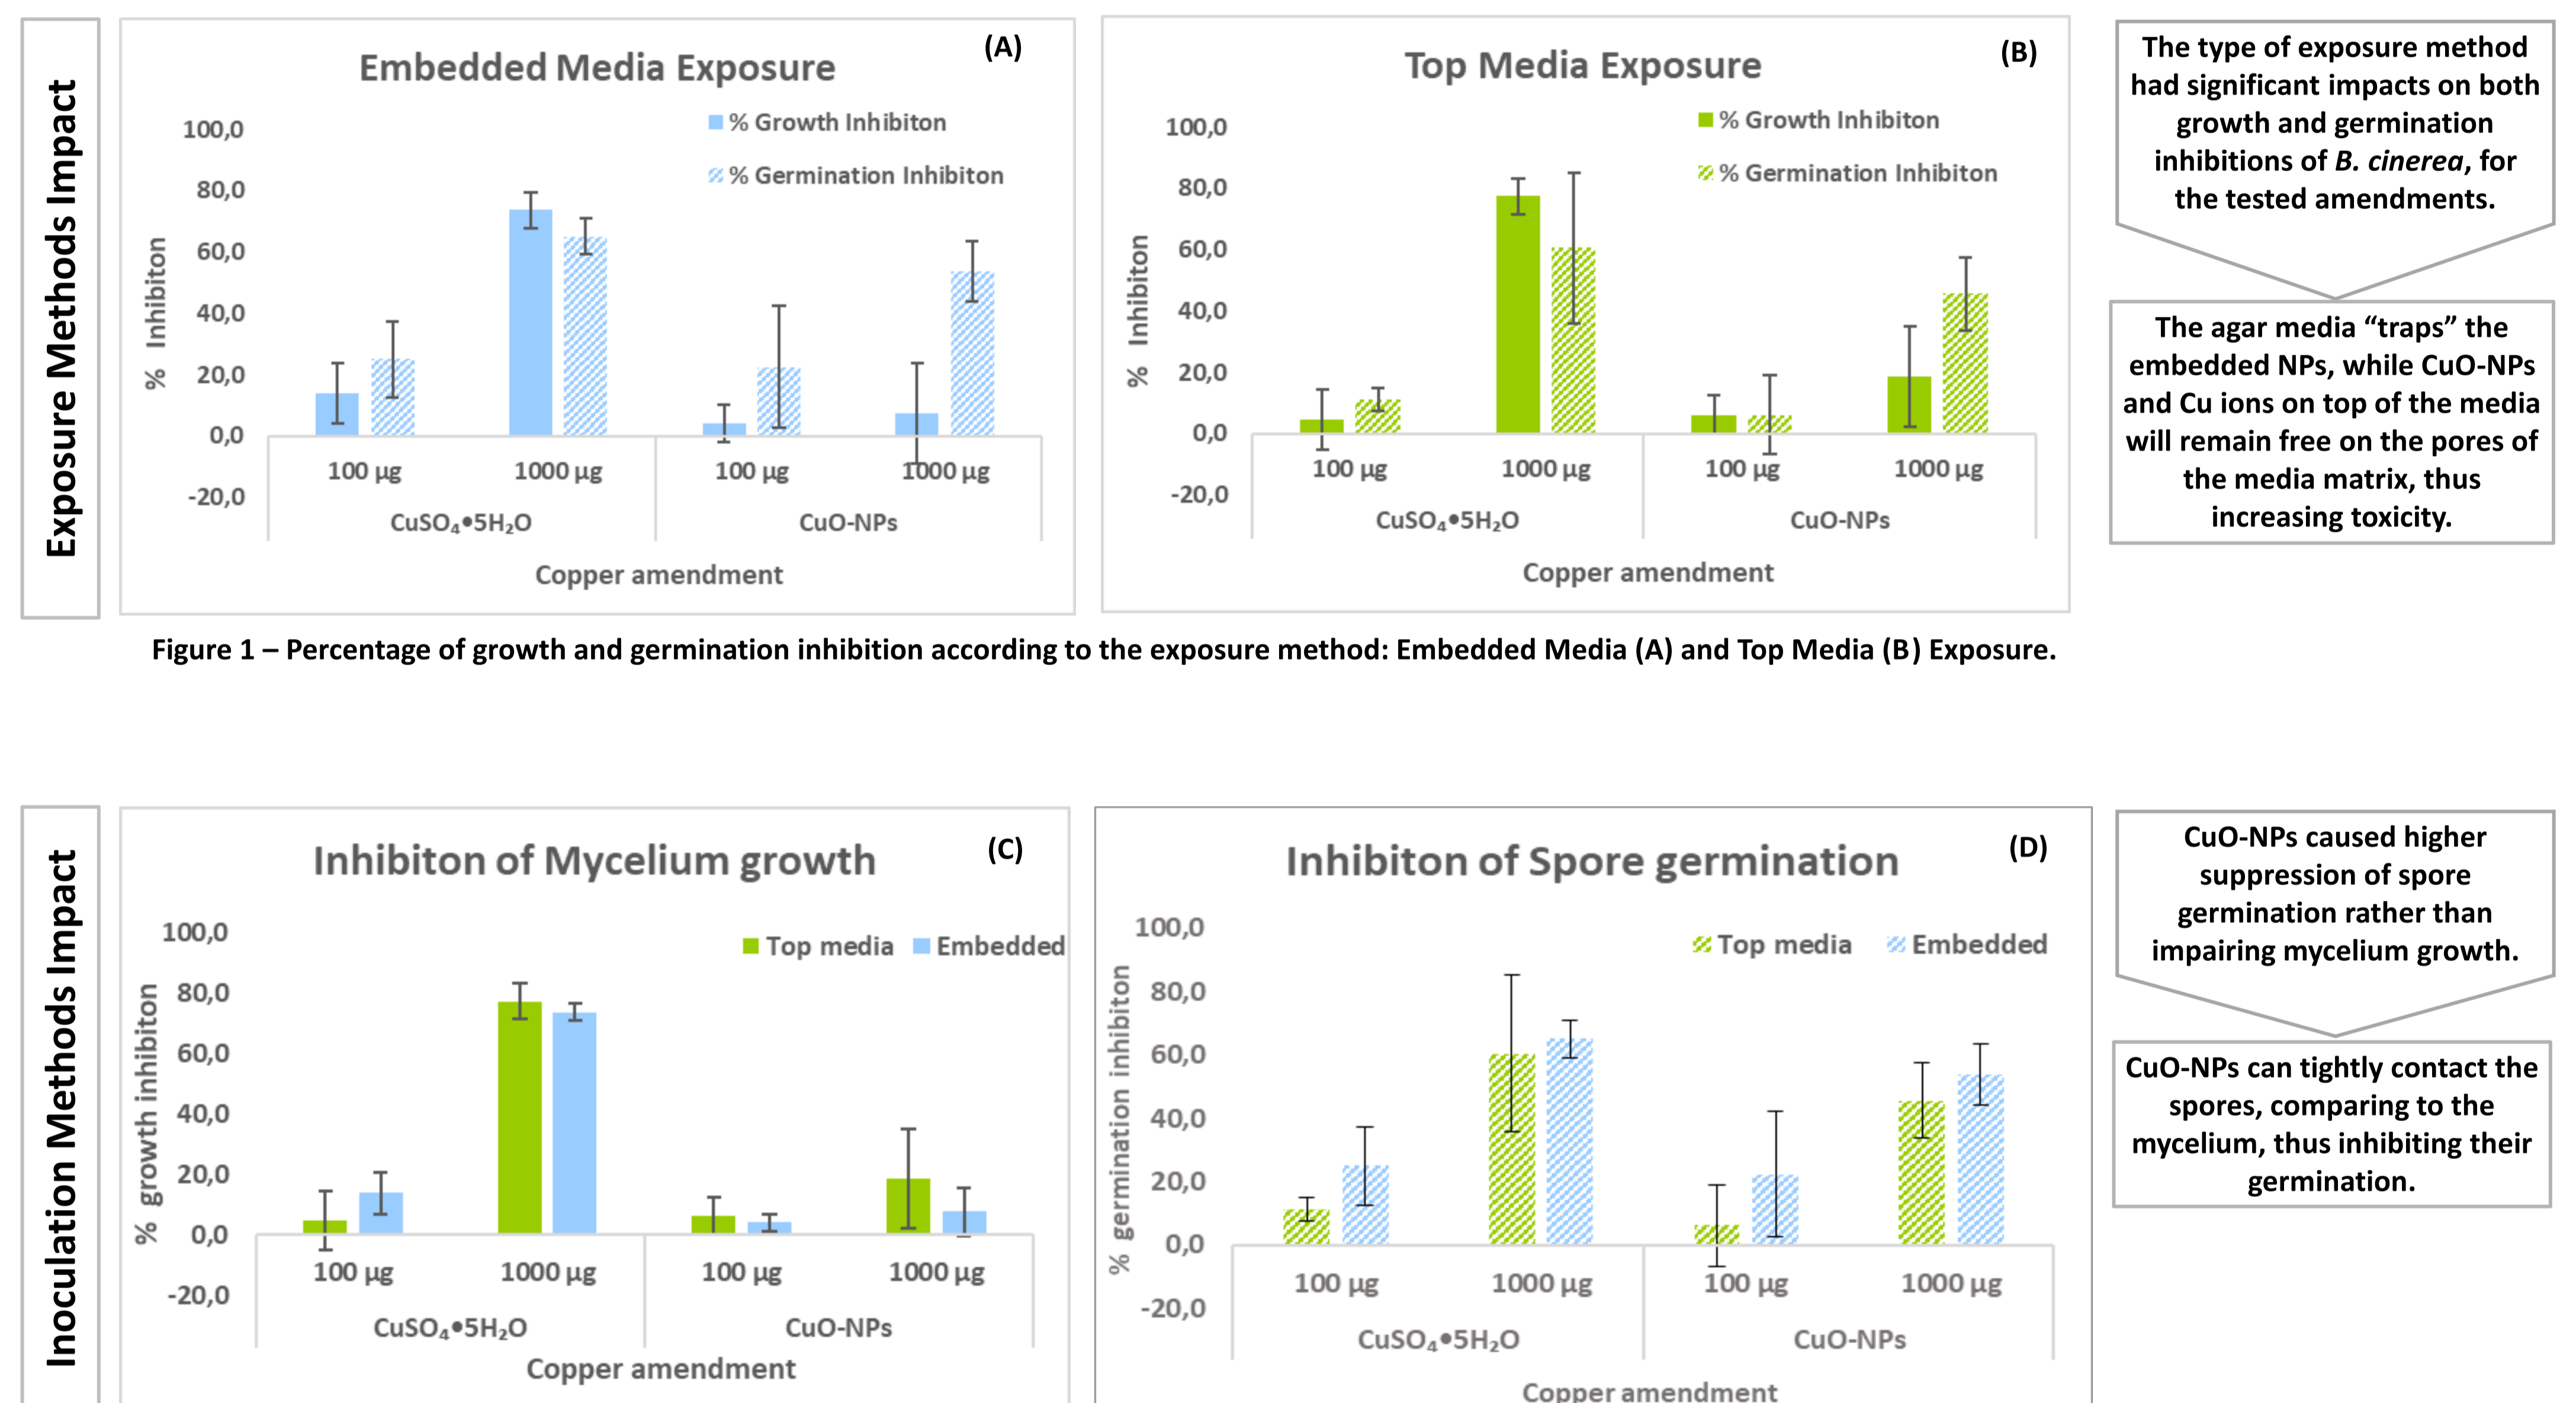 Exposure Methods Impact
Embedded Media Exposure
(A)
% Growth Inhibiton
% Germination Inhibiton
% Inhibiton
100,0
80,0
60,0
40,0
20,0
0,0
-20,0
100 µg
1000 µg
100 µg
1000 µg
CuSO₄•5H₂O
CuO-NPs
Copper amendment
Top Media Exposure
(B)
% Growth Inhibiton
% Germination Inhibiton
% Inhibiton
100,0
80,0
60,0
40,0
20,0
0,0
-20,0
100 µg
1000 µg
100 µg
1000 µg
CuSO₄•5H₂O
CuO-NPs
Copper amendment
The type of exposure method
had significant impacts on both
growth and germination
inhibitions of B. cinerea, for
the tested amendments.
The agar media “traps” the
embedded NPs, while CuO-NPs
and Cu ions on top of the media
will remain free on the pores of
the media matrix, thus
increasing toxicity.
Figure 1 – Percentage of growth and germination inhibition according to the exposure method: Embedded Media (A) and Top Media (B) Exposure.
Inoculation Methods Impact
Inhibiton of Mycelium growth
(C)
Top media
Embedded
% growth inhibiton
100,0
80,0
60,0
40,0
20,0
0,0
-20,0
100 µg
1000 µg
100 µg
1000 µg
CuSO₄•5H₂O
CuO-NPs
Copper amendment
Inhibiton of Spore germination
(D)
Top media
Embedded
% germination inhibiton
100,0
80,0
60,0
40,0
20,0
0,0
-20,0
100 µg
1000 µg
100 µg
1000 µg
CuSO₄•5H₂O
CuO-NPs
Copper amendment
CuO-NPs caused higher
suppression of spore
germination rather than
impairing mycelium growth.
CuO-NPs can tightly contact the
spores, comparing to the
mycelium, thus inhibiting their
germination.